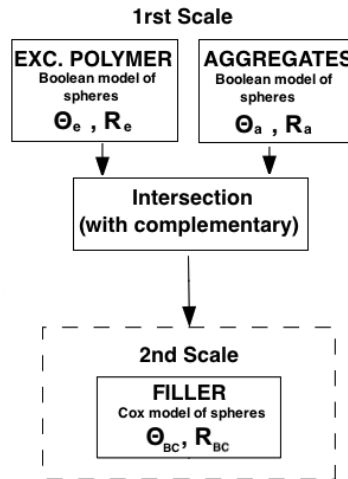 1rst Scale
EXC. POLYMER
Boolean model of
spheres
Θe , Re
AGGREGATES
Boolean model of
spheres
Θa , Ra
Intersection
(with complementary)
2nd Scale
FILLER
Cox model of spheres
ΘBC, RBC